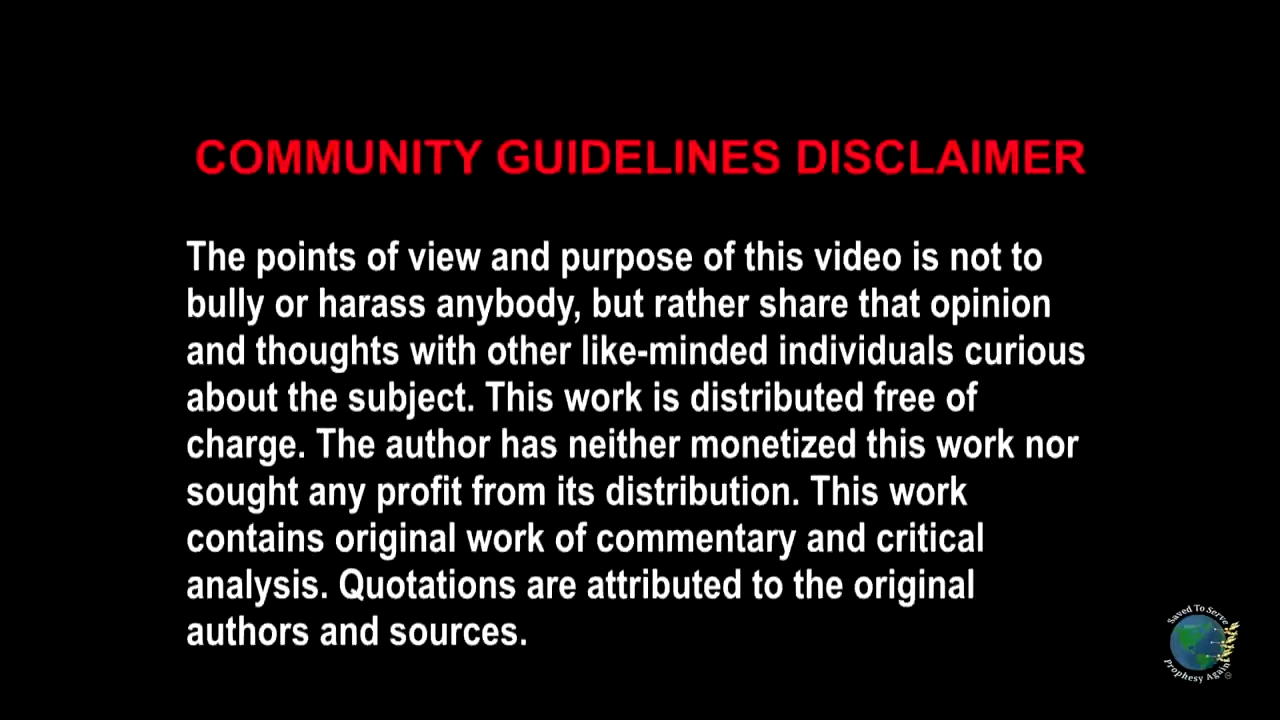 COMMUNITY GUIDELINES DISCLAIMER
The points of view and purpose of this video is not to
bully or harass anybody, but rather share that opinion
and thoughts with other like-minded individuals curious
about the subject. This work is distributed free of
charge. The author has neither monetized this work nor
sought any profit from its distribution. This work
contains original work of commentary and critical
analysis. Quotations are attributed to the original
authors and sources.
Saved To Serve
Prophesy Again